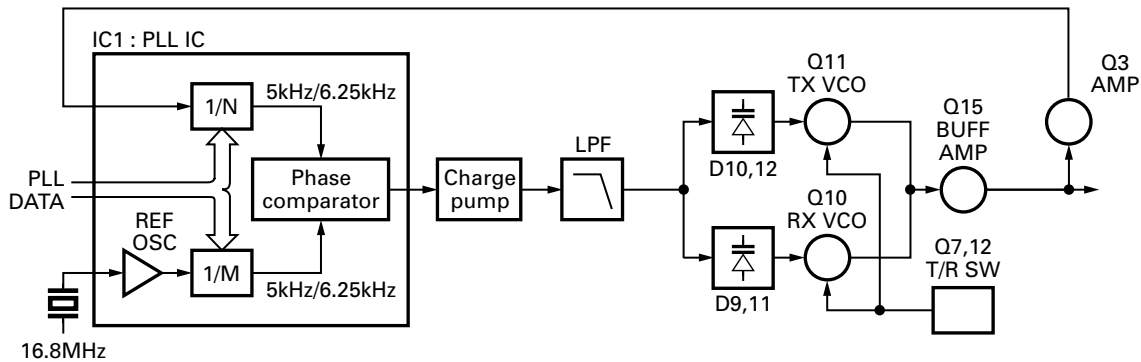 IC1 : PLL IC
5kHz/6.25kHz
1/N
PLL
DATA
REF
OSC
1/M
5kHz/6.25kHz
16.8MHz
Phase
comparator
Charge
pump
LPF
D10,12
D9,11
Q11
TX VCO
Q10
RX VCO
Q15
BUFF
AMP
Q3
AMP
Q7,12
T/R SW